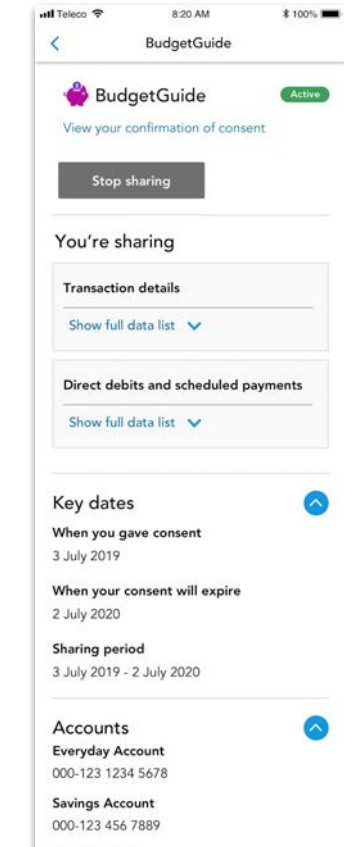 Teleco 8:20 AM 100%
BudgetGuide
BudgetGuide Active
View your confirmation of consent
Stop sharing
You're sharing
Transaction details
Show full data list
Direct debits and scheduled payments
Show full data list
Key dates
When you gave consent
3 July 2019
When your consent will expire
2 July 2020
Sharing period
3 July 2019 - 2 July 2020
Accounts
Everyday Account
000-123 1234 5678
Savings Account
000-123 456 7889